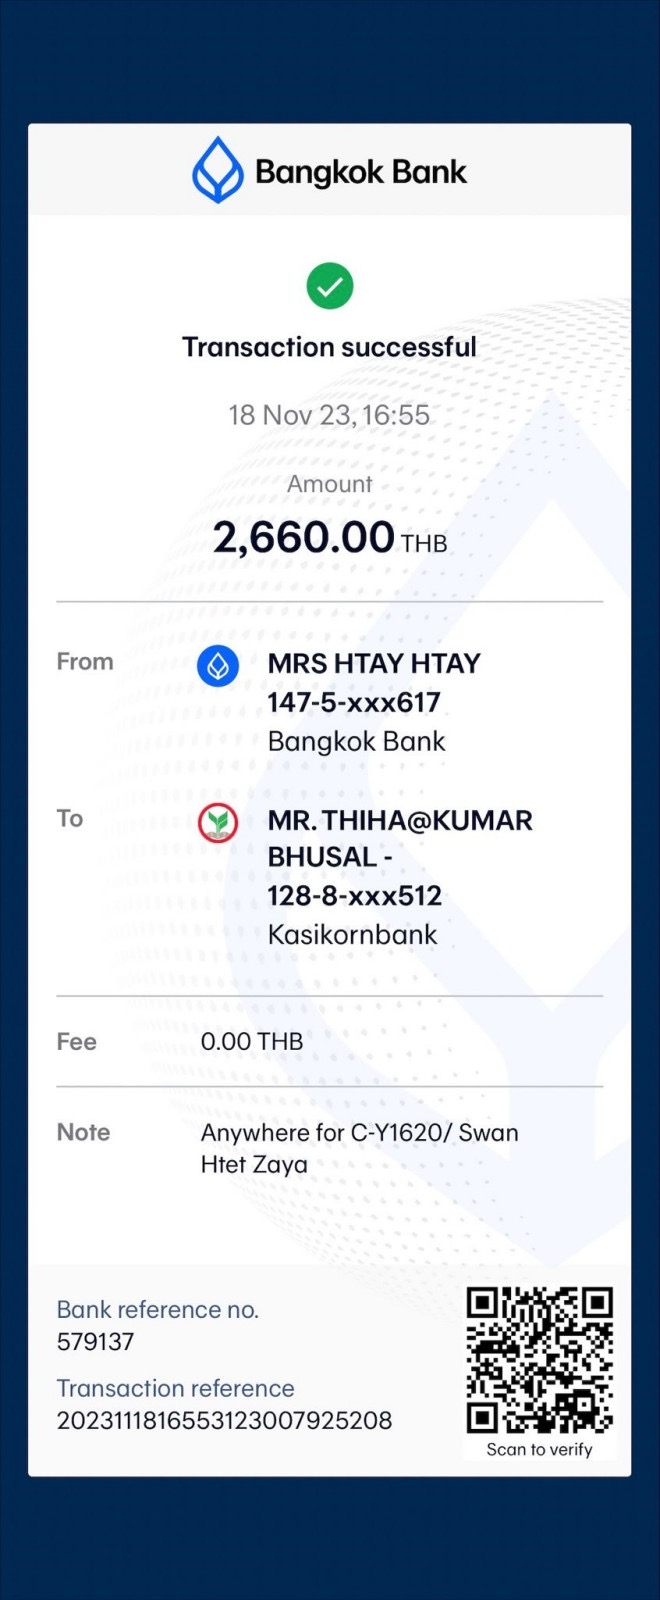 Bangkok Bank
Transaction successful
18 Nov 23, 16:55
Amount
2,660.00 THB
From
MRS HTAY HTAY
147-5-xxx617
Bangkok Bank
To
MR. THIHA@KUMAR
BHUSAL -
128-8-xxx512
Kasikornbank
Fee
0.00 THB
Note
Anywhere for C-Y1620/ Swan
Htet Zaya
Bank reference no.
579137
Transaction reference
2023111816553123007925208
Scan to verify